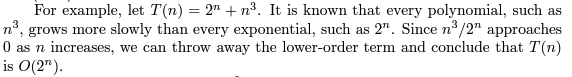 For example, let T(n) = 2ⁿ + n³. It is known that every polynomial, such as
n³, grows more slowly than every exponential, such as 2ⁿ. Since n³/2ⁿ approaches
0 as n increases, we can throw away the lower-order term and conclude that T(n)
is O(2ⁿ).